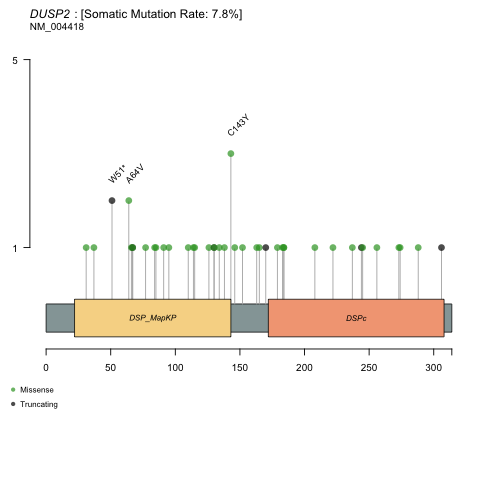 DUSP2 : [Somatic Mutation Rate: 7.8%]
NM_004418
5
C143Y
W51*
A64V
1
DSP_MapKP
DSPc
0 50 100 150 200 250 300
Missense
Truncating